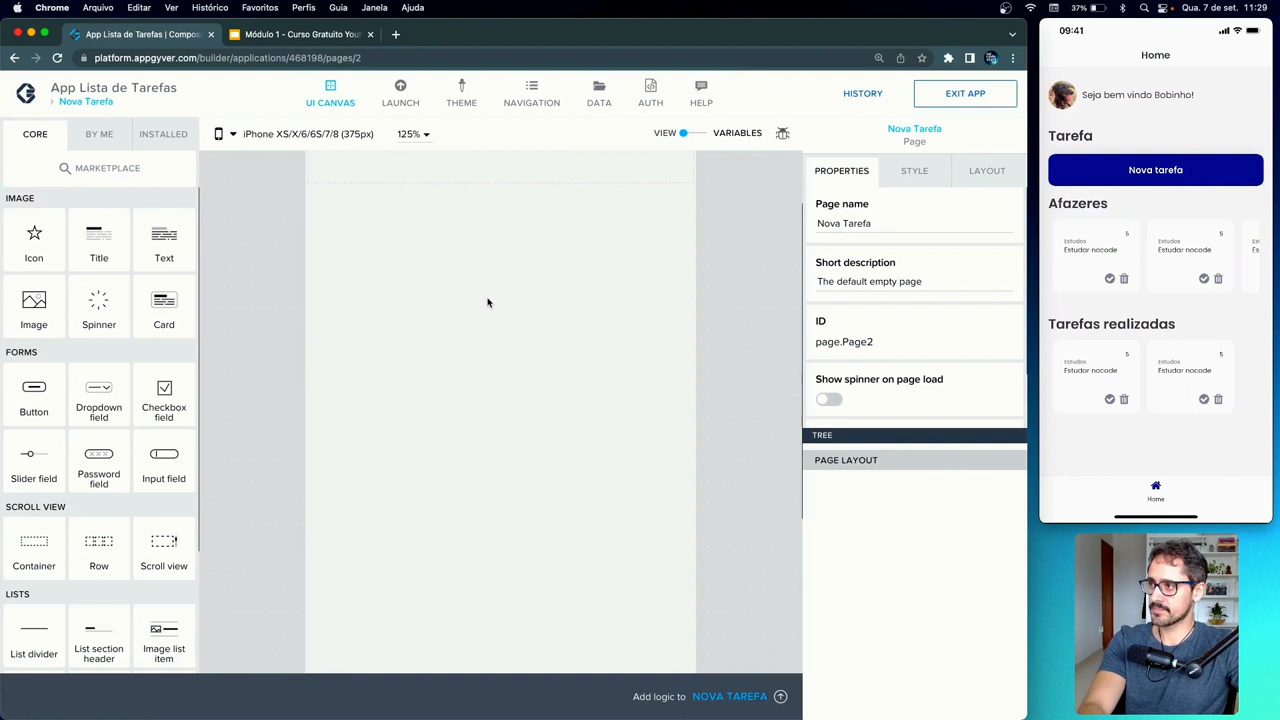 Chrome Arquivo Editar Ver Histórico Favoritos Perfis Guia Janela Ajuda
37% Qua. 7 de set. 11:29
App Lista de Tarefas | Compos
Módulo 1 - Curso Gratuito Yout
platform.appgyver.com/builder/applications/468198/pages/2
App Lista de Tarefas
Nova Tarefa
UI CANVAS
LAUNCH
THEME
NAVIGATION
DATA
AUTH
HELP
HISTORY
EXIT APP
CORE
BY ME
INSTALLED
iPhone XS/X/6/6S/7/8 (375px)
125%
VIEW
VARIABLES
MARKETPLACE
IMAGE
Icon
Title
Text
Image
Spinner
Card
FORMS
Button
Dropdown field
Checkbox field
Slider field
Password field
Input field
SCROLL VIEW
Container
Row
Scroll view
LISTS
List divider
List section header
Image list item
Add logic to NOVA TAREFA
Nova Tarefa
Page
PROPERTIES
STYLE
LAYOUT
Page name
Nova Tarefa
Short description
The default empty page
ID
page.Page2
Show spinner on page load
TREE
PAGE LAYOUT
09:41
Home
Seja bem vindo Bobinho!
Tarefa
Nova tarefa
Afazeres
5
Estudos
Estudar nocode
5
Estudos
Estudar nocode
Tarefas realizadas
5
Estudos
Estudar nocode
5
Estudos
Estudar nocode
Home